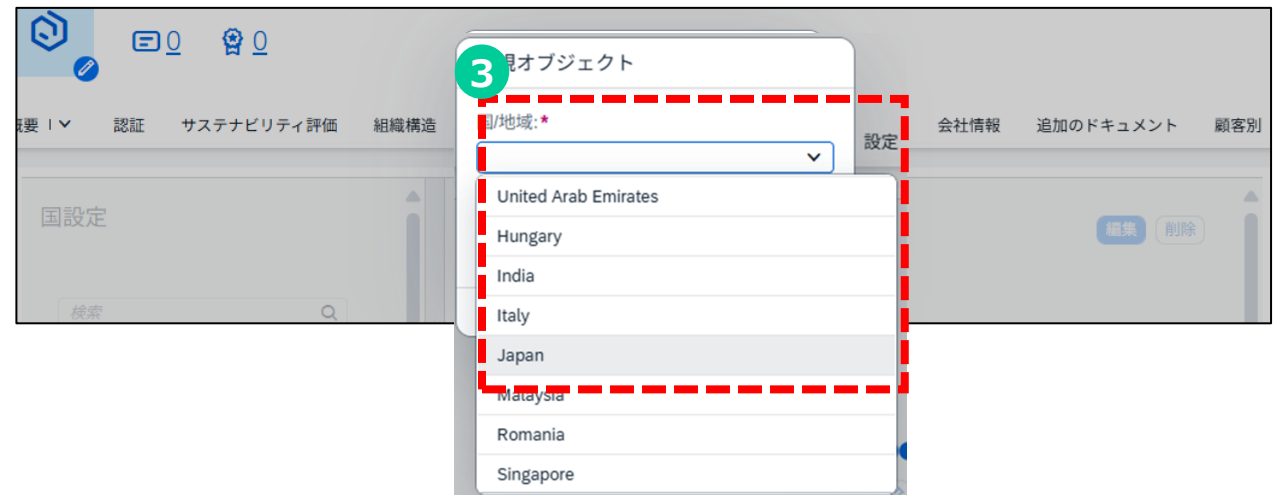 0 0
3
規オブジェクト
概要 認証 サステナビリティ評価 組織構造 設定 会社情報 追加のドキュメント 顧客別
国/地域:*
国設定
編集 削除
検索
United Arab Emirates
Hungary
India
Italy
Japan
Malaysia
Romania
Singapore